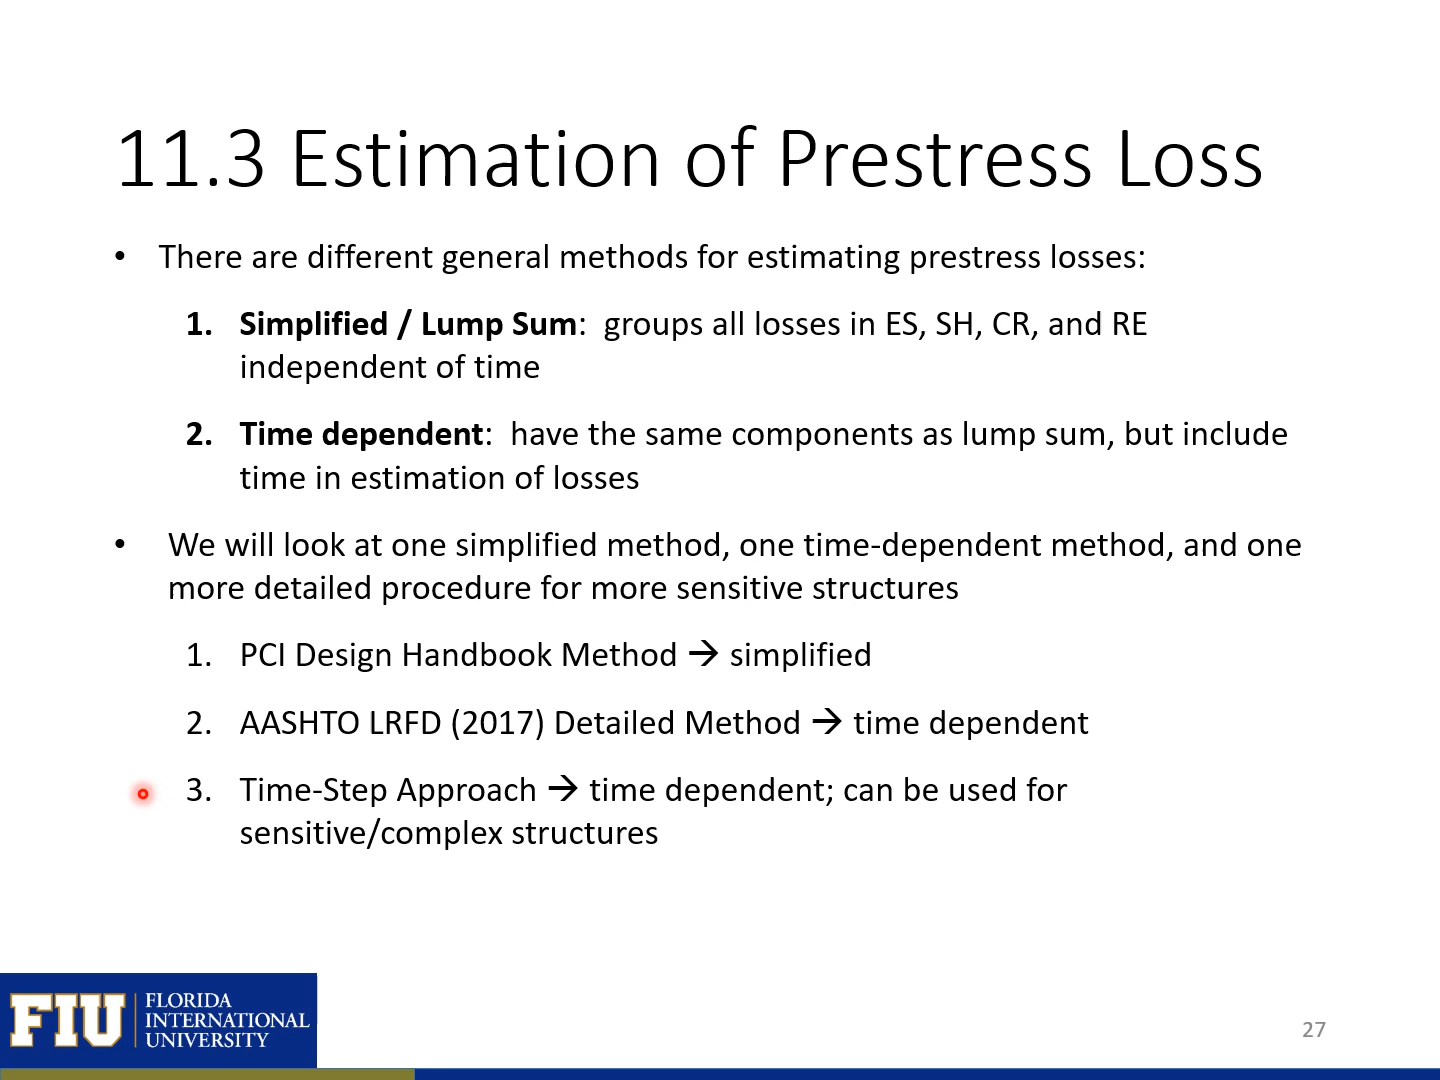 11.3 Estimation of Prestress Loss
• There are different general methods for estimating prestress losses:
1. Simplified / Lump Sum: groups all losses in ES, SH, CR, and RE
independent of time
2. Time dependent: have the same components as lump sum, but include
time in estimation of losses
• We will look at one simplified method, one time-dependent method, and one
more detailed procedure for more sensitive structures
1. PCI Design Handbook Method → simplified
2. AASHTO LRFD (2017) Detailed Method → time dependent
3. Time-Step Approach → time dependent; can be used for
sensitive/complex structures
FIU
FLORIDA
INTERNATIONAL
UNIVERSITY
27